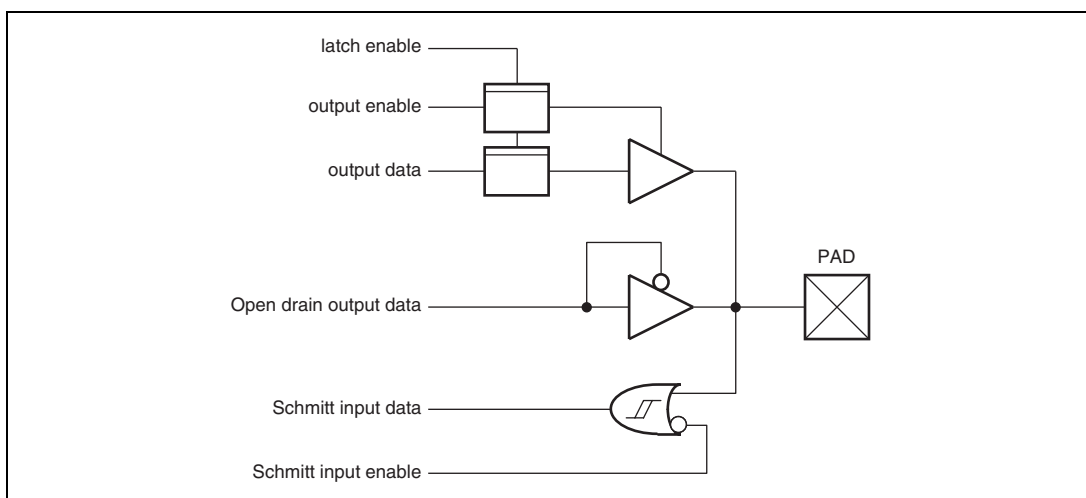 latch enable
output enable
output data
PAD
Open drain output data
Schmitt input data
Schmitt input enable